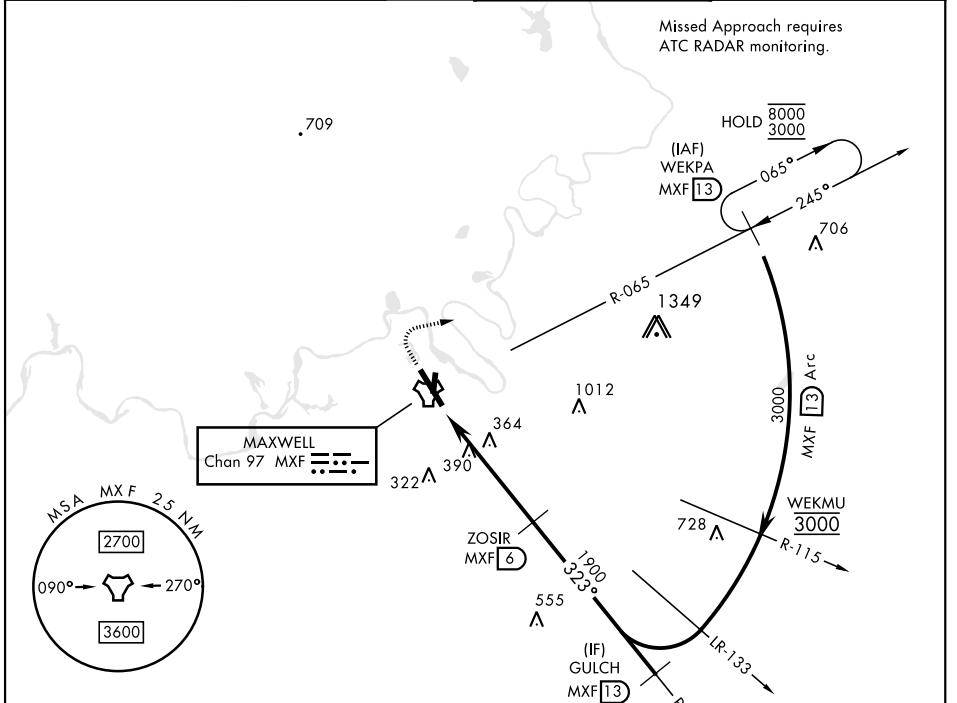 Missed Approach requires
ATC RADAR monitoring.
709
HOLD 8000
3000
(IAF)
WEKPA
MXF 13
065°
245°
706
R-065
1349
3000
MXF 13 Arc
1012
364
390
322
MAXWELL
Chan 97 MXF
MSA MXF 25 NM
2700
090°
270°
3600
WEKMU
3000
728
R-115
ZOSIR
MXF 6
1900
323°
555
LR-133
(IF)
GULCH
MXF 13